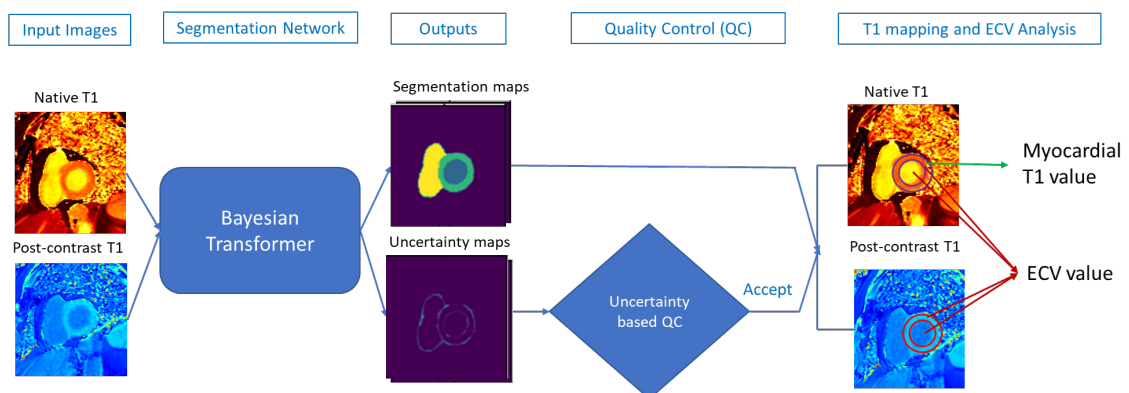 Input Images
Segmentation Network
Outputs
Quality Control (QC)
T1 mapping and ECV Analysis
Native T1
Post-contrast T1
Bayesian
Transformer
Segmentation maps
Uncertainty maps
Uncertainty
based QC
Accept
Native T1
Post-contrast T1
Myocardial
T1 value
ECV value